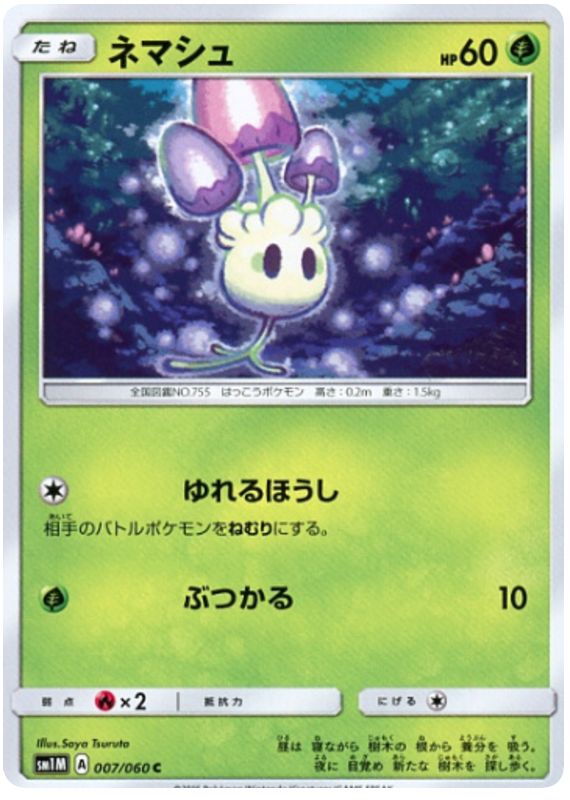 たね ネマシュ HP60
全国図鑑NO.755 はっこうポケモン 高さ:0.2m 重さ:1.5kg
ゆれるほうし
相手のバトルポケモンをねむりにする。
ぶつかる 10
弱点 ×2 抵抗力 にげる
Illus.Saya Tsuruta
昼は 寝ながら 樹木の 根から 養分を 吸う。
夜に 目覚め 新たな 樹木を 探し歩く。
sm1M A 007/060 C